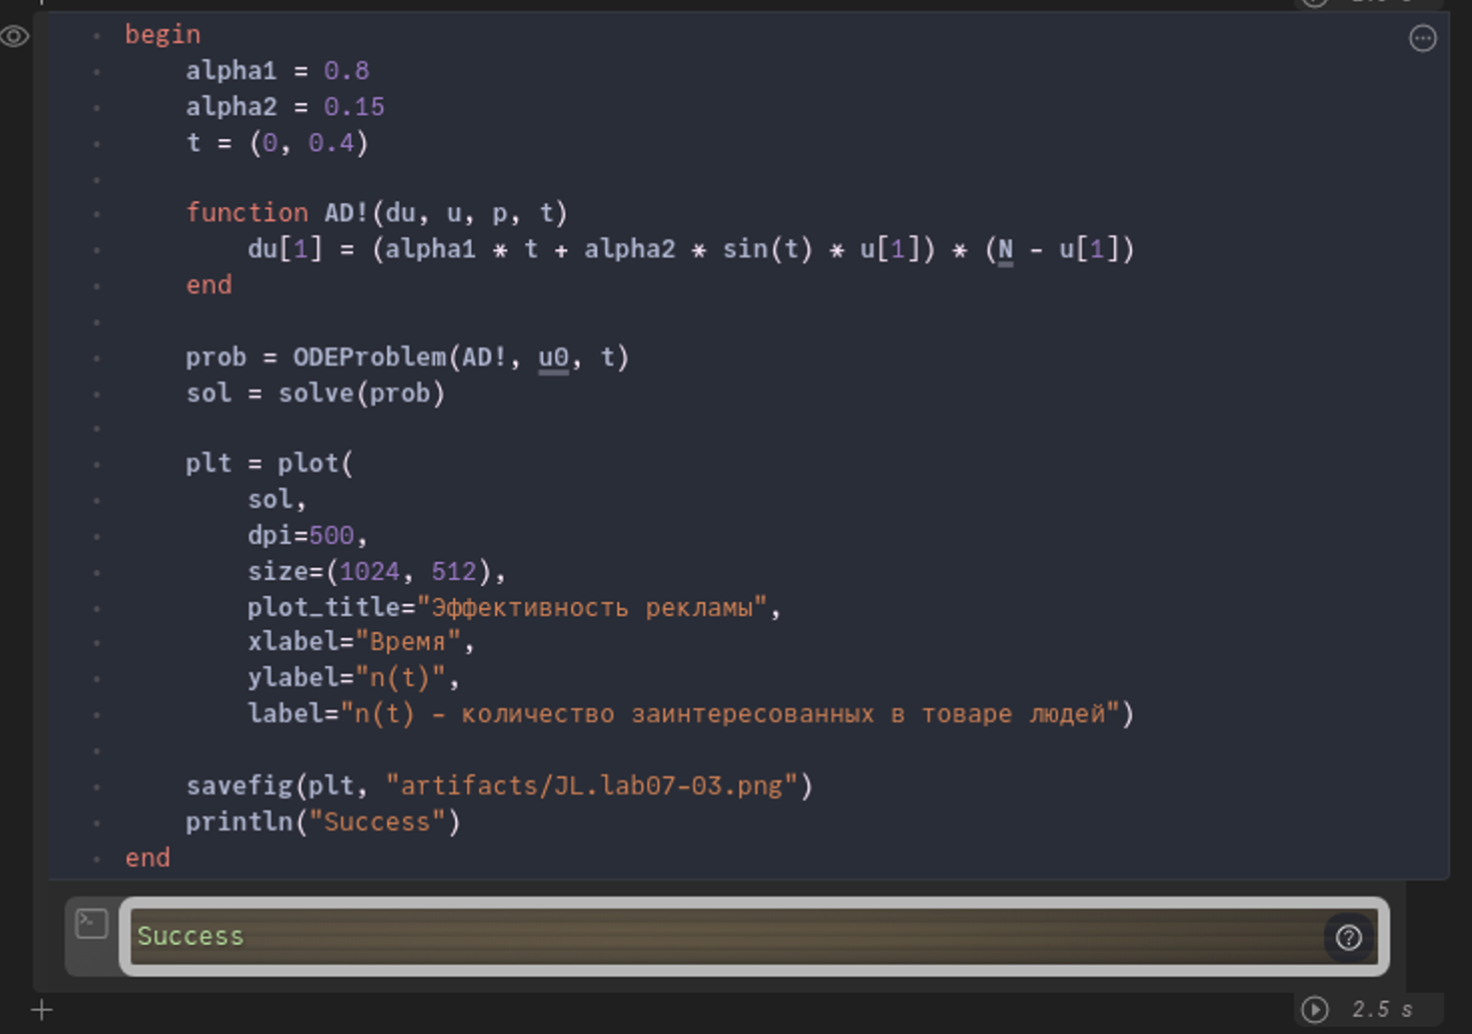 begin
    alpha1 = 0.8
    alpha2 = 0.15
    t = (0, 0.4)
    function AD!(du, u, p, t)
        du[1] = (alpha1 * t + alpha2 * sin(t) * u[1]) * (N - u[1])
    end
    prob = ODEProblem(AD!, u0, t)
    sol = solve(prob)
    plt = plot(
        sol,
        dpi=500,
        size=(1024, 512),
        plot_title="Эффективность рекламы",
        xlabel="Время",
        ylabel="n(t)",
        label="n(t) - количество заинтересованных в товаре людей")
    savefig(plt, "artifacts/JL.lab07-03.png")
    println("Success")
end
Success
2.5 s